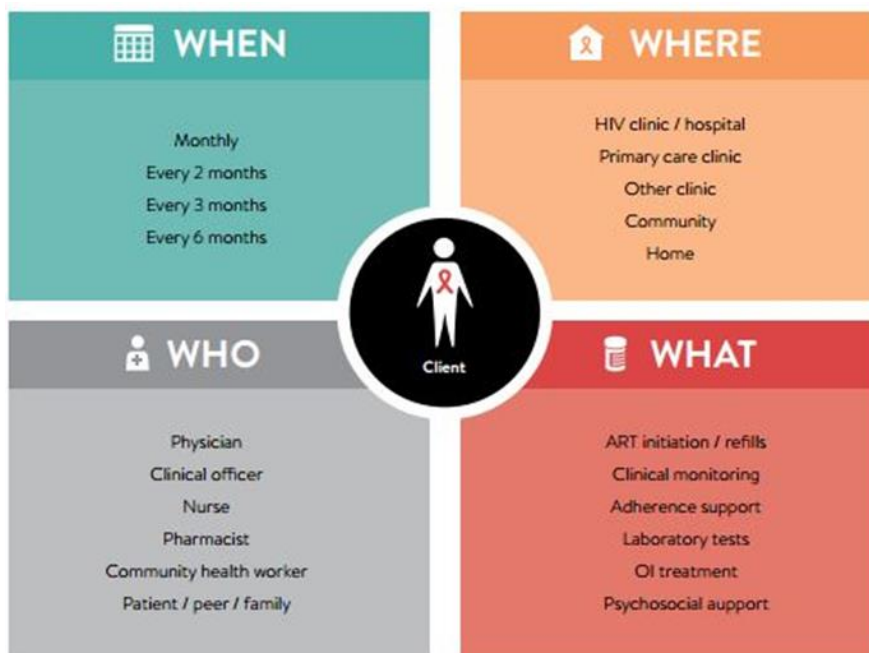 WHEN
Monthly
Every 2 months
Every 3 months
Every 6 months
WHERE
HIV clinic / hospital
Primary care clinic
Other clinic
Community
Home
Client
WHO
Physician
Clinical officer
Nurse
Pharmacist
Community health worker
Patient / peer / family
WHAT
ART initiation / refills
Clinical monitoring
Adherence support
Laboratory tests
OI treatment
Psychosocial aupport